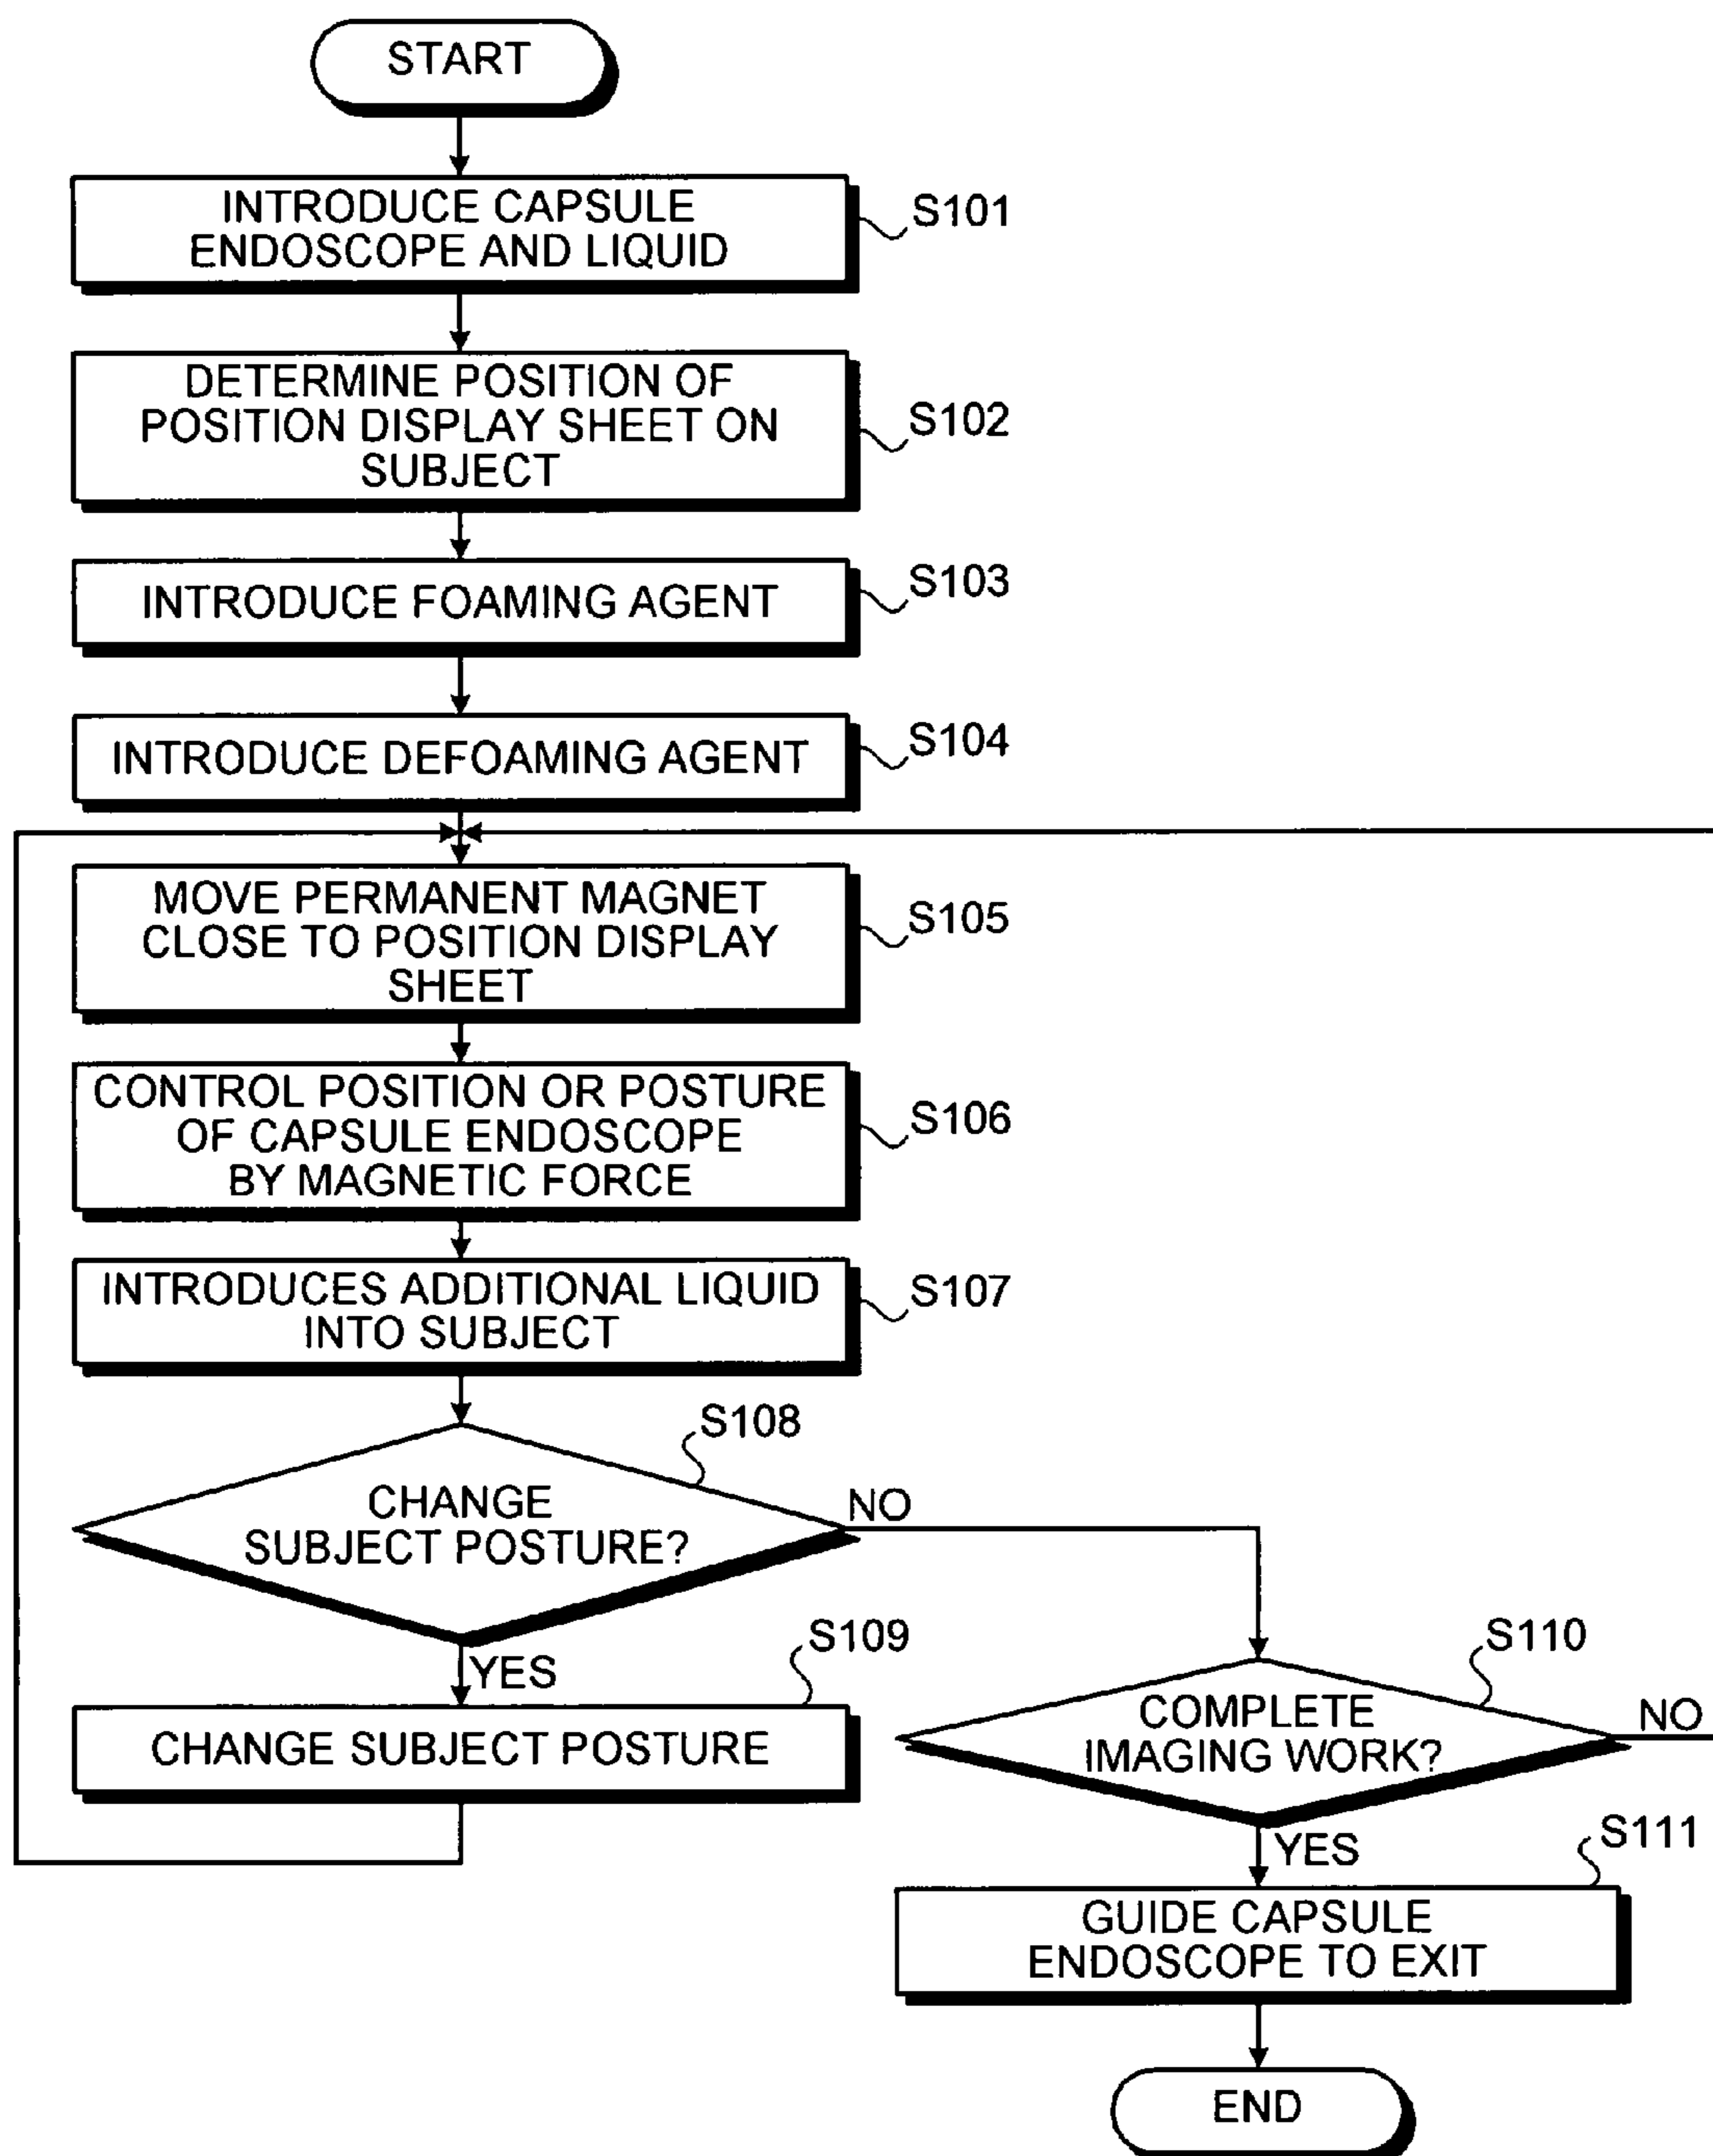 START
INTRODUCE CAPSULE
ENDOSCOPE AND LIQUID
S101
DETERMINE POSITION OF
POSITION DISPLAY SHEET ON
SUBJECT
S102
INTRODUCE FOAMING AGENT
S103
INTRODUCE DEFOAMING AGENT
S104
MOVE PERMANENT MAGNET
CLOSE TO POSITION DISPLAY
SHEET
S105
CONTROL POSITION OR POSTURE
OF CAPSULE ENDOSCOPE
BY MAGNETIC FORCE
S106
INTRODUCES ADDITIONAL LIQUID
INTO SUBJECT
S107
S108
CHANGE
SUBJECT POSTURE?
NO
YES
S109
CHANGE SUBJECT POSTURE
S110
COMPLETE
IMAGING WORK?
NO
YES
S111
GUIDE CAPSULE
ENDOSCOPE TO EXIT
END